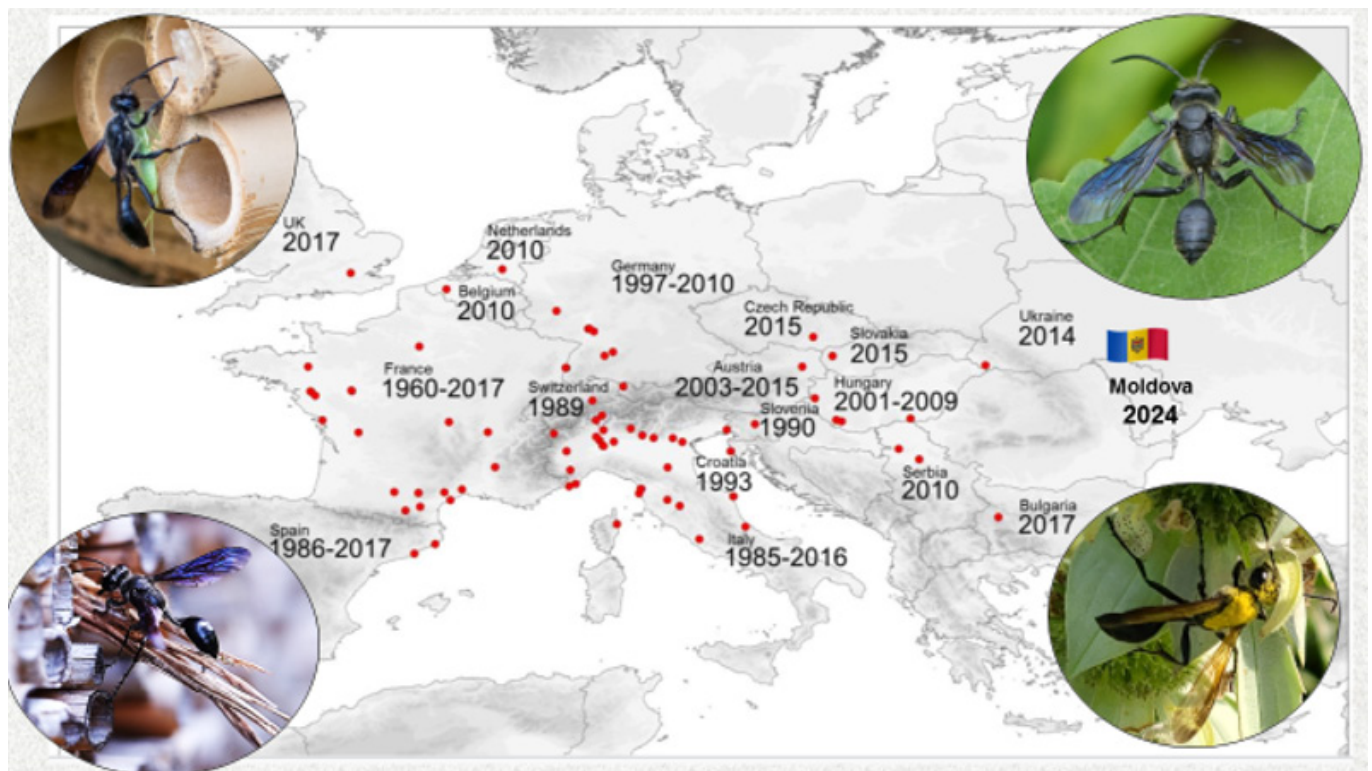 UK
2017
Netherlands
2010
Germany
1997-2010
Belgium
2010
Czech Republic
2015
Slovakia
2015
Ukraine
2014
Moldova
2024
France
1960-2017
Switzerland
1989
Austria
2003-2015
Hungary
2001-2009
Slovenia
1990
Croatia
1993
Serbia
2010
Bulgaria
2017
Spain
1986-2017
Italy
1985-2016